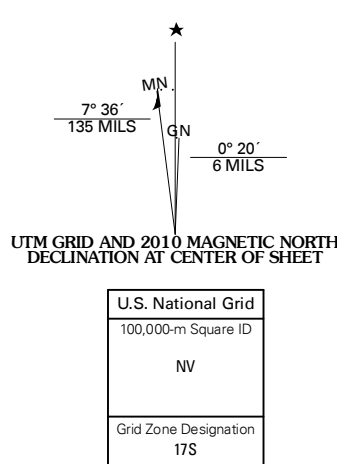 ★
MN
7° 36´
135 MILS
GN
0° 20´
6 MILS
UTM GRID AND 2010 MAGNETIC NORTH
DECLINATION AT CENTER OF SHEET
U.S. National Grid
100,000-m Square ID
NV
Grid Zone Designation
17S